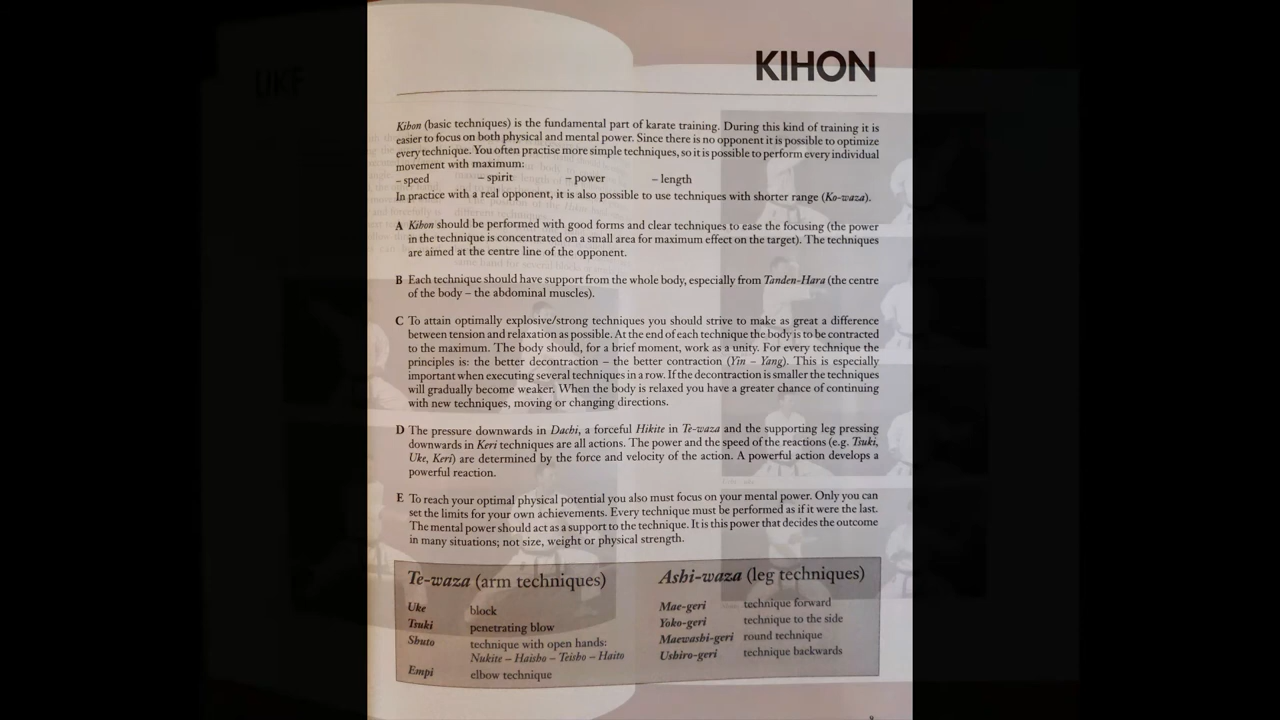 UKE
KIHON
Kihon (basic techniques) is the fundamental part of karate training. During this kind of training it is
easier to focus on both physical and mental power. Since there is no opponent it is possible to optimize
every technique. You often practise more simple techniques, so it is possible to perform every individual
movement with maximum:
– speed – spirit – power – length
In practice with a real opponent, it is also possible to use techniques with shorter range (Ko-waza).
A Kihon should be performed with good forms and clear techniques to ease the focusing (the power
in the technique is concentrated on a small area for maximum effect on the target). The techniques
are aimed at the centre line of the opponent.
B Each technique should have support from the whole body, especially from Tanden-Hara (the centre
of the body – the abdominal muscles).
C To attain optimally explosive/strong techniques you should strive to make as great a difference
between tension and relaxation as possible. At the end of each technique the body is to be contracted
to the maximum. The body should, for a brief moment, work as a unity. For every technique the
principles is: the better decontraction – the better contraction (Yin – Yang). This is especially
important when executing several techniques in a row. If the decontraction is smaller the techniques
will gradually become weaker. When the body is relaxed you have a greater chance of continuing
with new techniques, moving or changing directions.
D The pressure downwards in Dachi, a forceful Hikite in Te-waza and the supporting leg pressing
downwards in Keri techniques are all actions. The power and the speed of the reactions (e.g. Tsuki,
Uke, Keri) are determined by the force and velocity of the action. A powerful action develops a
powerful reaction.
E To reach your optimal physical potential you also must focus on your mental power. Only you can
set the limits for your own achievements. Every technique must be performed as if it were the last.
The mental power should act as a support to the technique. It is this power that decides the outcome
in many situations; not size, weight or physical strength.
Te-waza (arm techniques)
Uke block
Tsuki penetrating blow
Shuto technique with open hands:
Nukite – Haisho – Teisho – Haito
Empi elbow technique
Ashi-waza (leg techniques)
Mae-geri technique forward
Yoko-geri technique to the side
Maewashi-geri round technique
Ushiro-geri technique backwards